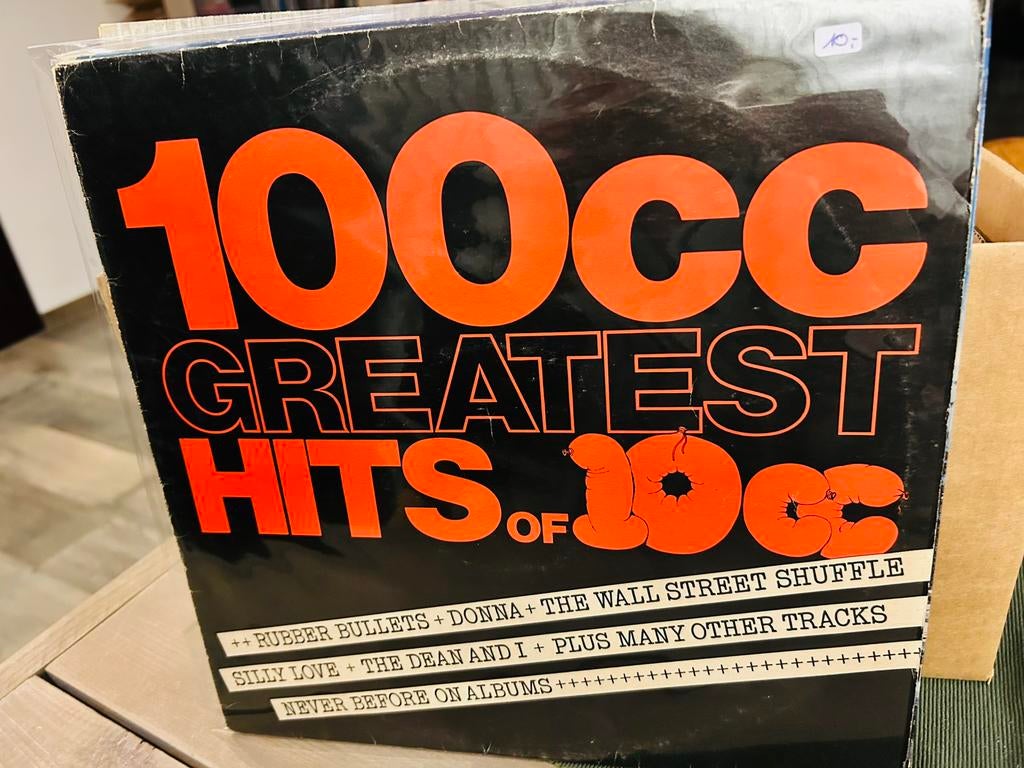 10.-
100cc
GREATEST
HITS OF 10cc
++RUBBER BULLETS + DONNA + THE WALL STREET SHUFFLE
SILLY LOVE + THE DEAN AND I + PLUS MANY OTHER TRACKS
NEVER BEFORE ON ALBUMS ++++++++++++++++++++++++